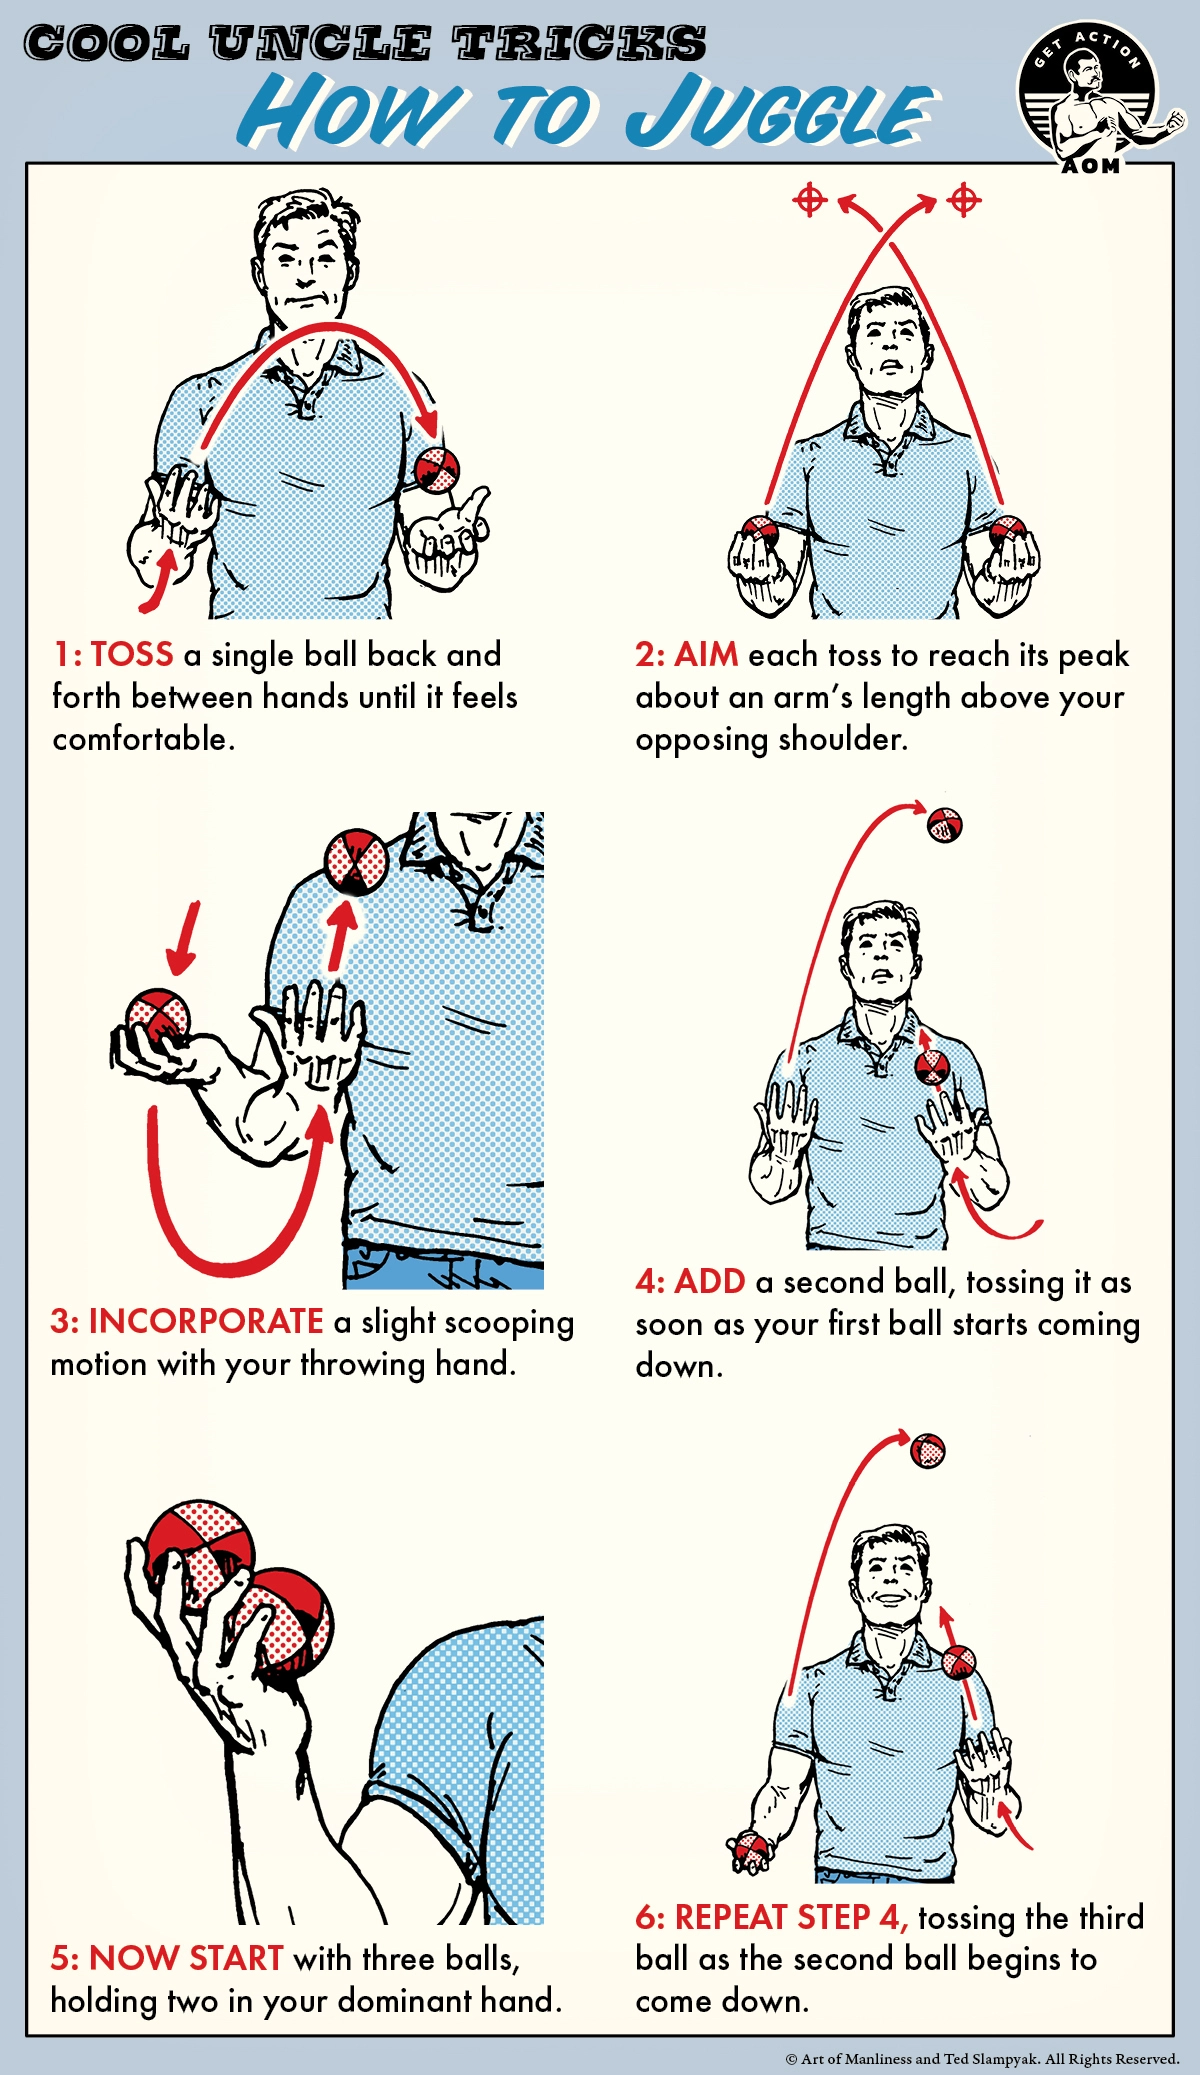 COOL UNCLE TRICKS
HOW TO JUGGLE
GET ACTION
AOM
1: TOSS a single ball back and
forth between hands until it feels
comfortable.
2: AIM each toss to reach its peak
about an arm's length above your
opposing shoulder.
3: INCORPORATE a slight scooping
motion with your throwing hand.
4: ADD a second ball, tossing it as
soon as your first ball starts coming
down.
5: NOW START with three balls,
holding two in your dominant hand.
6: REPEAT STEP 4, tossing the third
ball as the second ball begins to
come down.
© Art of Manliness and Ted Slampyak. All Rights Reserved.